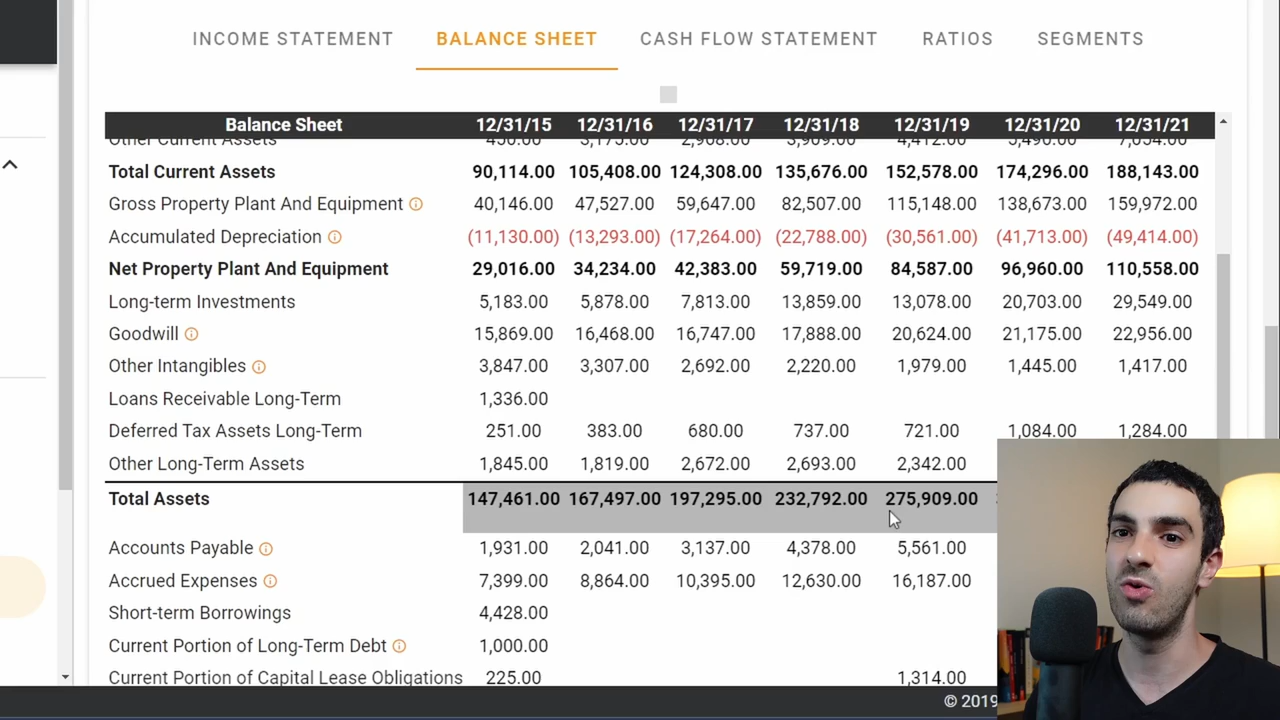 INCOME STATEMENT BALANCE SHEET CASH FLOW STATEMENT RATIOS SEGMENTS
Balance Sheet 12/31/15 12/31/16 12/31/17 12/31/18 12/31/19 12/31/20 12/31/21
Other Current Assets
Total Current Assets 90,114.00 105,408.00 124,308.00 135,676.00 152,578.00 174,296.00 188,143.00
Gross Property Plant And Equipment 40,146.00 47,527.00 59,647.00 82,507.00 115,148.00 138,673.00 159,972.00
Accumulated Depreciation (11,130.00) (13,293.00) (17,264.00) (22,788.00) (30,561.00) (41,713.00) (49,414.00)
Net Property Plant And Equipment 29,016.00 34,234.00 42,383.00 59,719.00 84,587.00 96,960.00 110,558.00
Long-term Investments 5,183.00 5,878.00 7,813.00 13,859.00 13,078.00 20,703.00 29,549.00
Goodwill 15,869.00 16,468.00 16,747.00 17,888.00 20,624.00 21,175.00 22,956.00
Other Intangibles 3,847.00 3,307.00 2,692.00 2,220.00 1,979.00 1,445.00 1,417.00
Loans Receivable Long-Term 1,336.00
Deferred Tax Assets Long-Term 251.00 383.00 680.00 737.00 721.00 1,084.00 1,284.00
Other Long-Term Assets 1,845.00 1,819.00 2,672.00 2,693.00 2,342.00
Total Assets 147,461.00 167,497.00 197,295.00 232,792.00 275,909.00
Accounts Payable 1,931.00 2,041.00 3,137.00 4,378.00 5,561.00
Accrued Expenses 7,399.00 8,864.00 10,395.00 12,630.00 16,187.00
Short-term Borrowings 4,428.00
Current Portion of Long-Term Debt 1,000.00
Current Portion of Capital Lease Obligations 225.00 1,314.00
© 2019